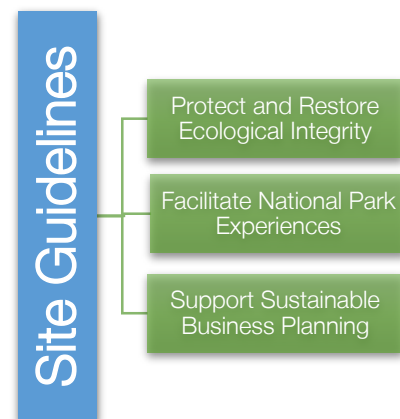 Site Guidelines
Protect and Restore
Ecological Integrity
Facilitate National Park
Experiences
Support Sustainable
Business Planning